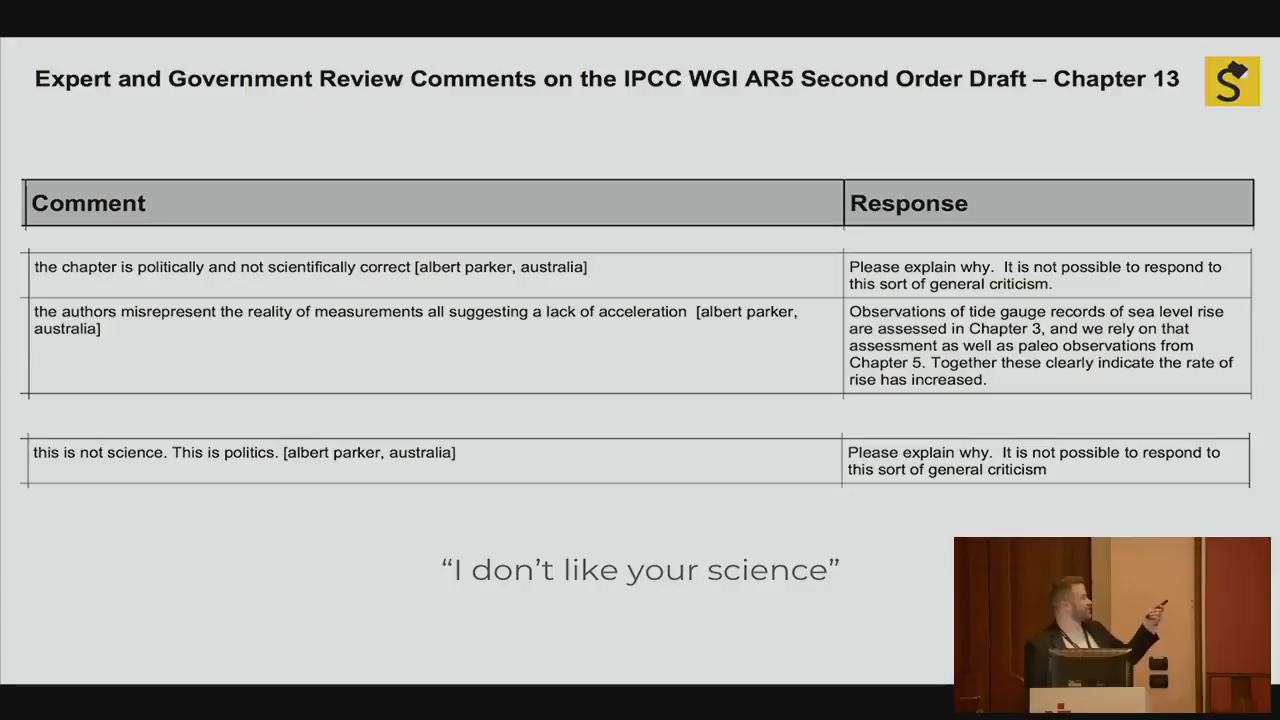 Expert and Government Review Comments on the IPCC WGI AR5 Second Order Draft – Chapter 13
S
Comment
Response
the chapter is politically and not scientifically correct [albert parker, australia]
Please explain why.  It is not possible to respond to
this sort of general criticism.
the authors misrepresent the reality of measurements all suggesting a lack of acceleration  [albert parker,
australia]
Observations of tide gauge records of sea level rise
are assessed in Chapter 3, and we rely on that
assessment as well as paleo observations from
Chapter 5. Together these clearly indicate the rate of
rise has increased.
this is not science. This is politics. [albert parker, australia]
Please explain why.  It is not possible to respond to
this sort of general criticism
“I don’t like your science”